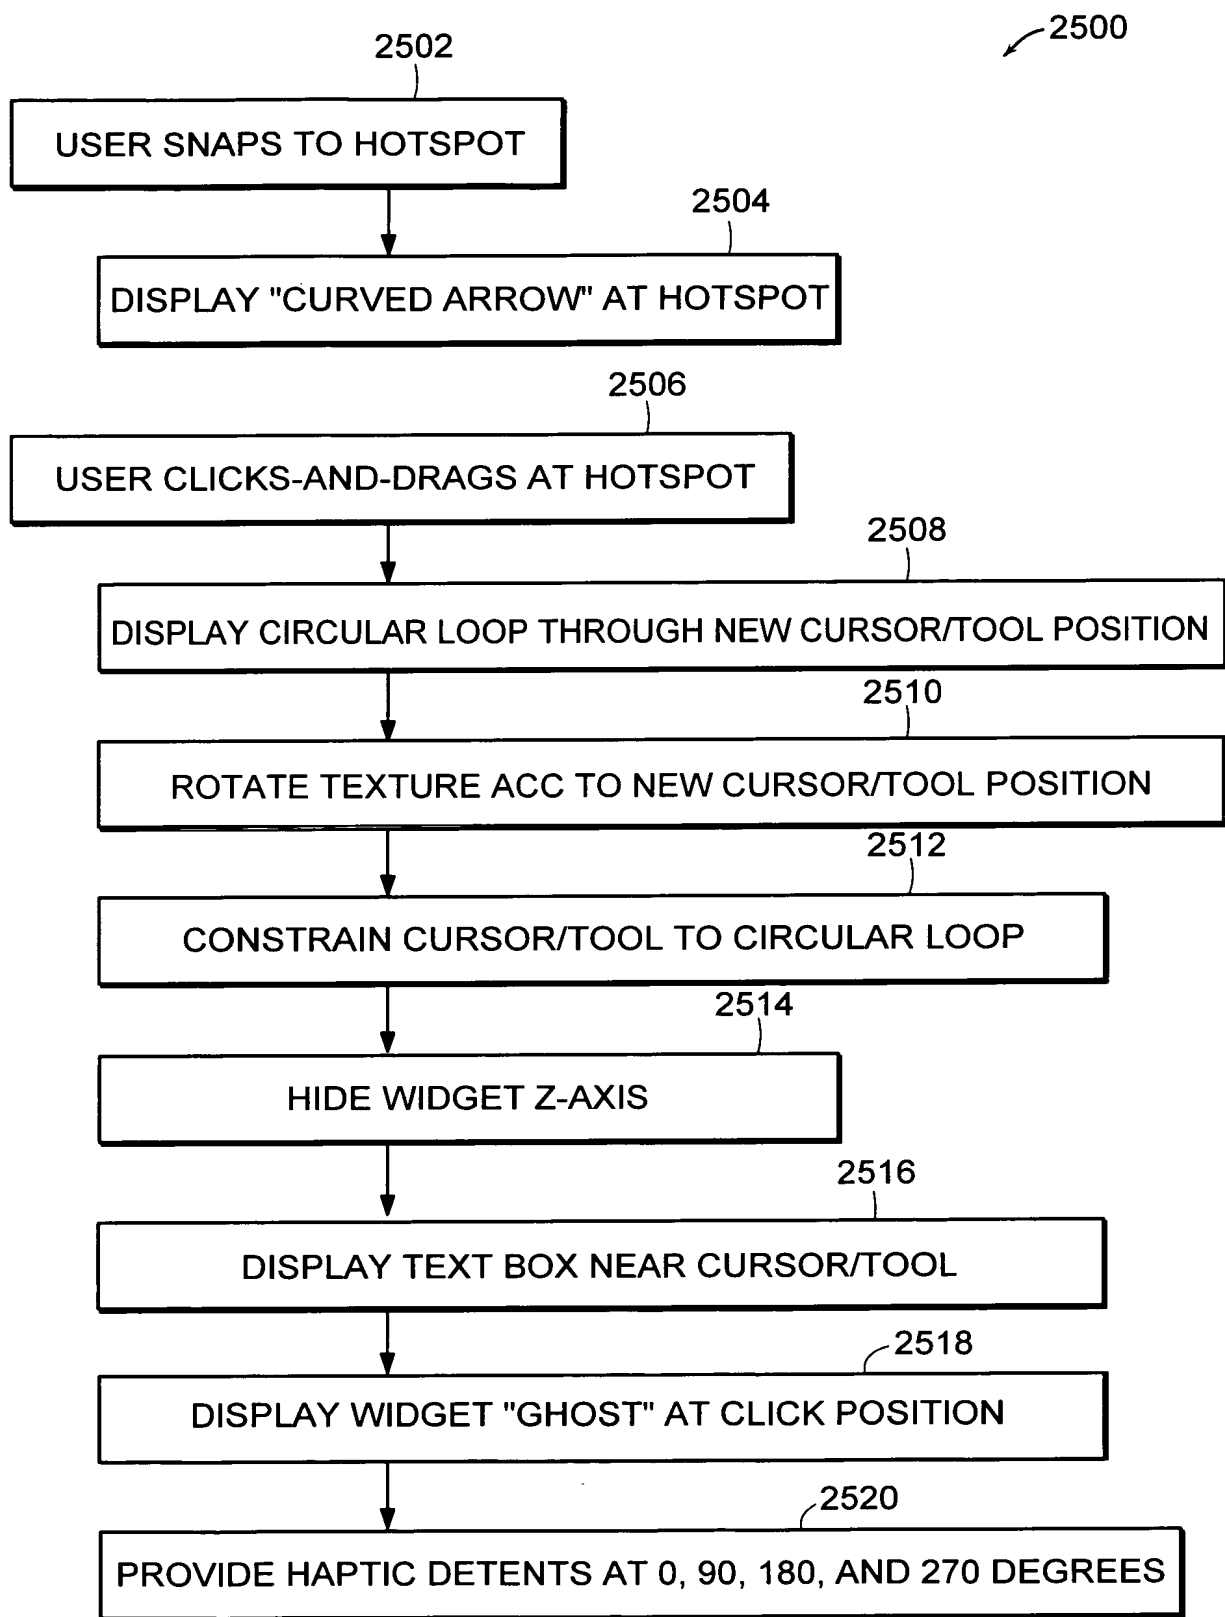 2500
2502
USER SNAPS TO HOTSPOT
2504
DISPLAY "CURVED ARROW" AT HOTSPOT
2506
USER CLICKS-AND-DRAGS AT HOTSPOT
2508
DISPLAY CIRCULAR LOOP THROUGH NEW CURSOR/TOOL POSITION
2510
ROTATE TEXTURE ACC TO NEW CURSOR/TOOL POSITION
2512
CONSTRAIN CURSOR/TOOL TO CIRCULAR LOOP
2514
HIDE WIDGET Z-AXIS
2516
DISPLAY TEXT BOX NEAR CURSOR/TOOL
2518
DISPLAY WIDGET "GHOST" AT CLICK POSITION
2520
PROVIDE HAPTIC DETENTS AT 0, 90, 180, AND 270 DEGREES